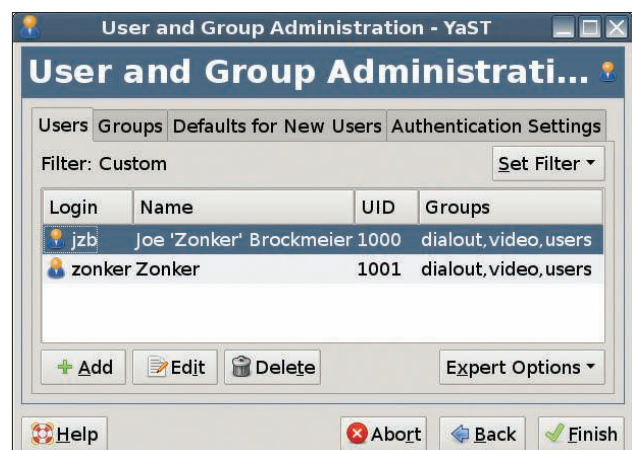 User and Group Administration - YaST
User and Group Administrati...
Users Groups Defaults for New Users Authentication Settings
Filter: Custom Set Filter
Login Name UID Groups
jzb Joe 'Zonker' Brockmeier 1000 dialout,video,users
zonker Zonker 1001 dialout,video,users
Add Edit Delete Expert Options
Help Abort Back Finish